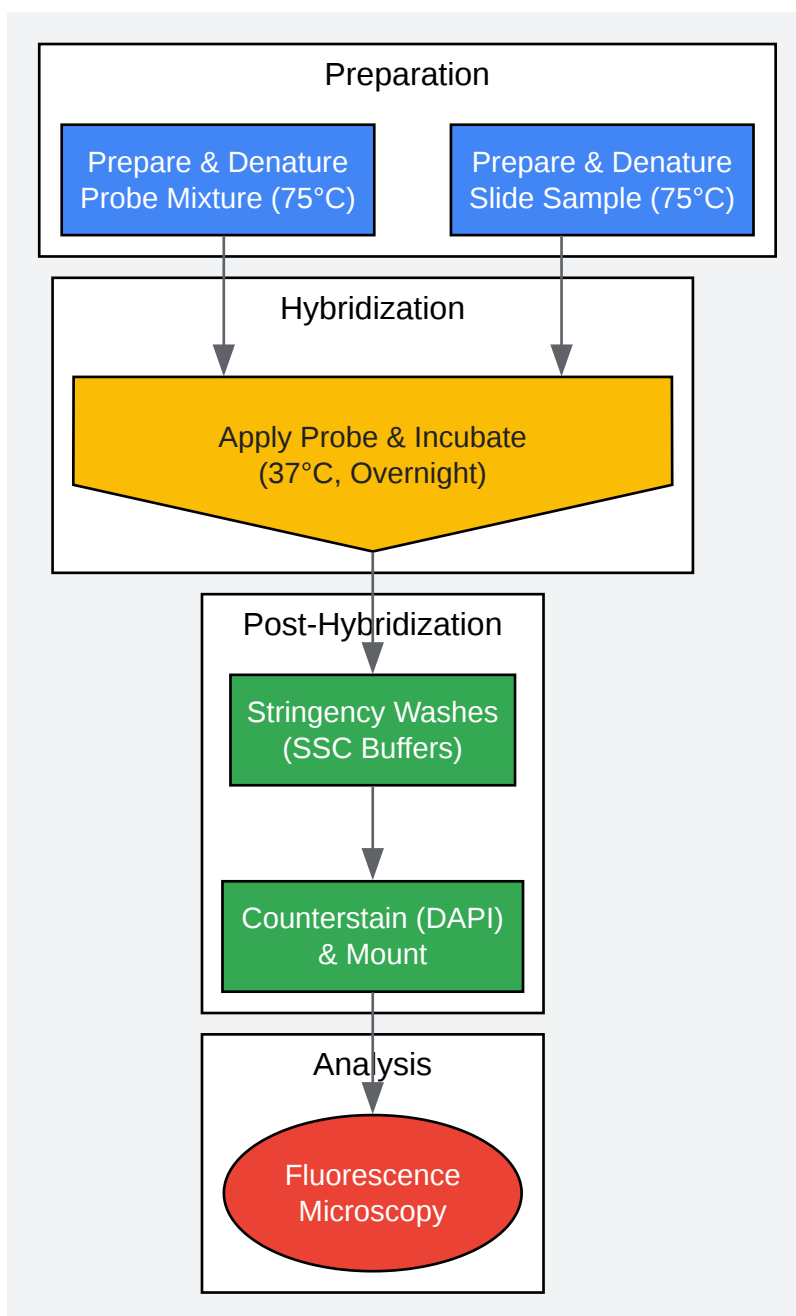 Preparation
Prepare & Denature
Probe Mixture (75°C)
Prepare & Denature
Slide Sample (75°C)
Hybridization
Apply Probe & Incubate
(37°C, Overnight)
Post-Hybridization
Stringency Washes
(SSC Buffers)
Counterstain (DAPI)
& Mount
Analysis
Fluorescence
Microscopy